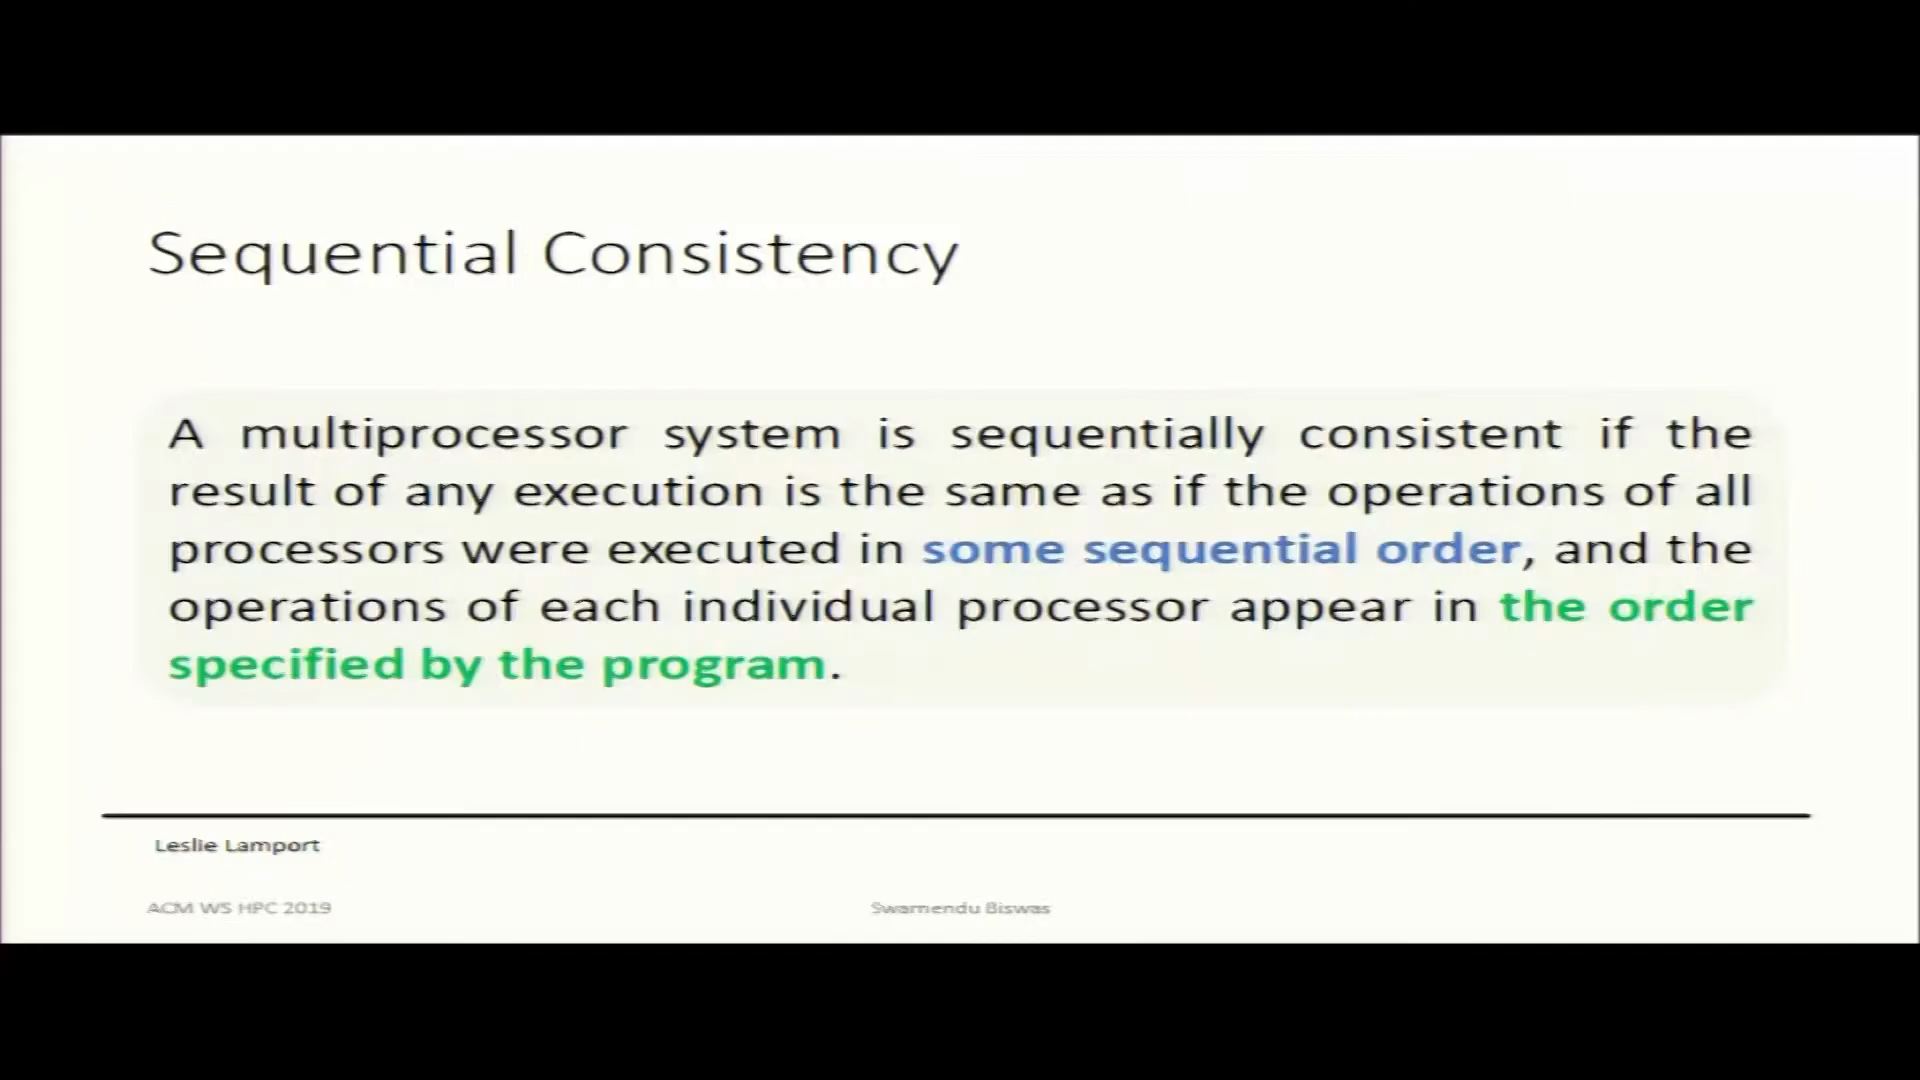 Sequential Consistency
A multiprocessor system is sequentially consistent if the
result of any execution is the same as if the operations of all
processors were executed in some sequential order, and the
operations of each individual processor appear in the order
specified by the program.
Leslie Lamport
ACM WS HPC 2019
Swarnendu Biswas